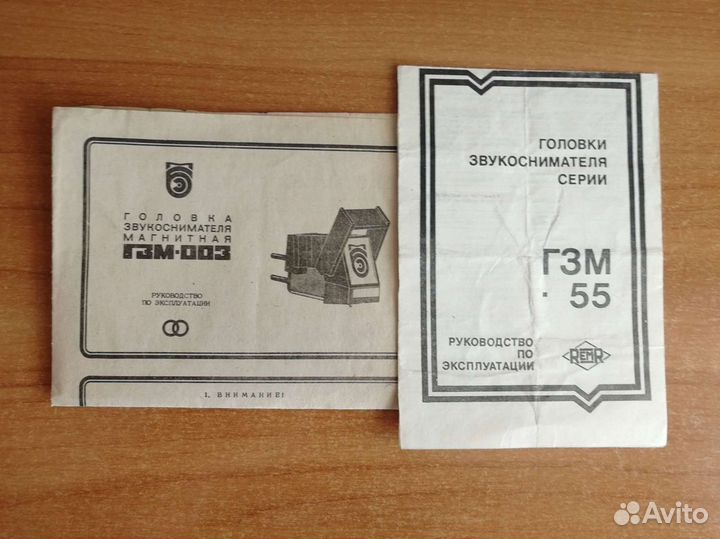 ГОЛОВКА
ЗВУКОСНИМАТЕЛЯ
МАГНИТНАЯ
ГЗМ-003
РУКОВОДСТВО
ПО ЭКСПЛУАТАЦИИ
1. ВНИМАНИЕ!
ГОЛОВКИ
ЗВУКОСНИМАТЕЛЯ
СЕРИИ
ГЗМ
55
РУКОВОДСТВО
ПО
ЭКСПЛУАТАЦИИ
Avito